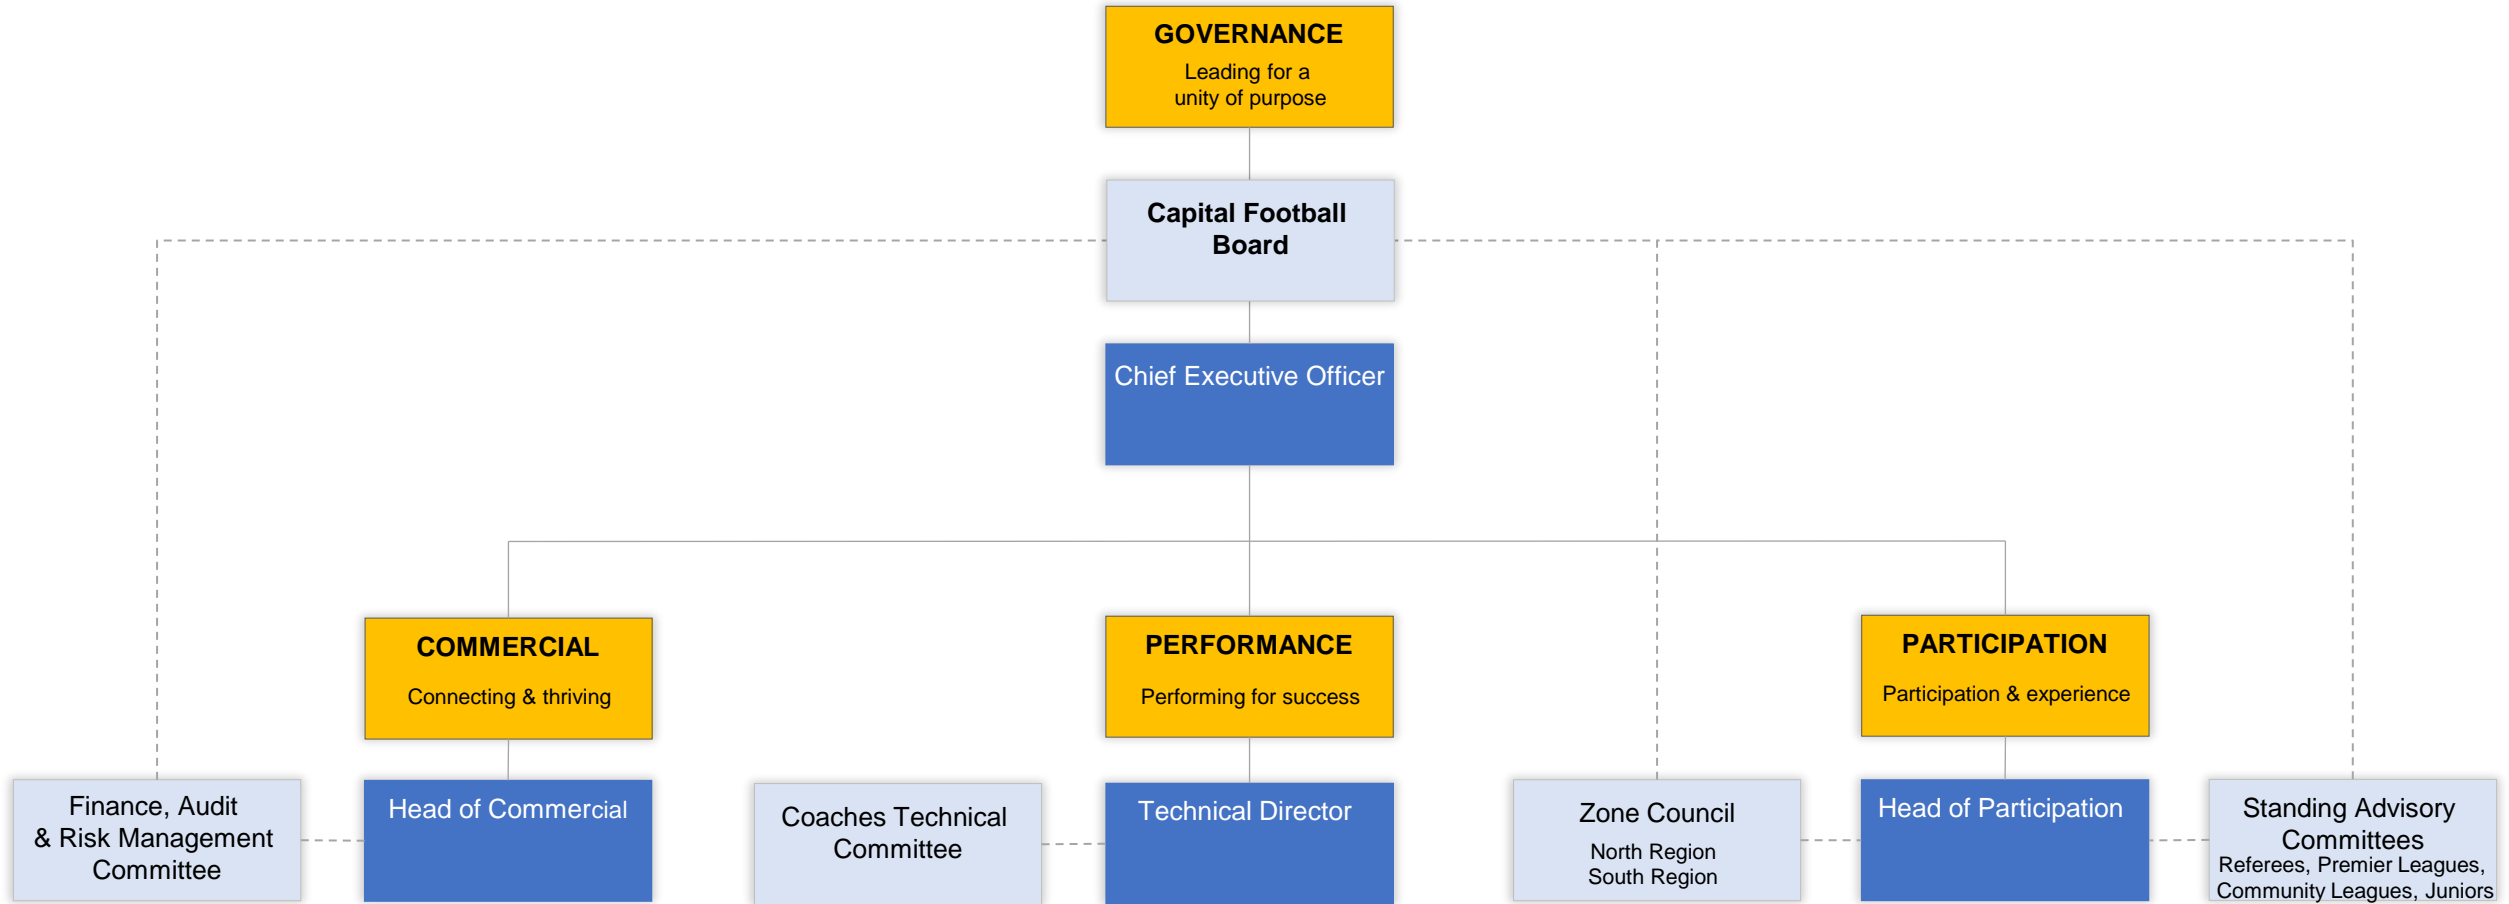 GOVERNANCE
Leading for a
unity of purpose
Capital Football
Board
Chief Executive Officer
COMMERCIAL
Connecting & thriving
PERFORMANCE
Performing for success
PARTICIPATION
Participation & experience
Finance, Audit
& Risk Management
Committee
Head of Commercial
Coaches Technical
Committee
Technical Director
Zone Council
North Region
South Region
Head of Participation
Standing Advisory
Committees
Referees, Premier Leagues,
Community Leagues, Juniors